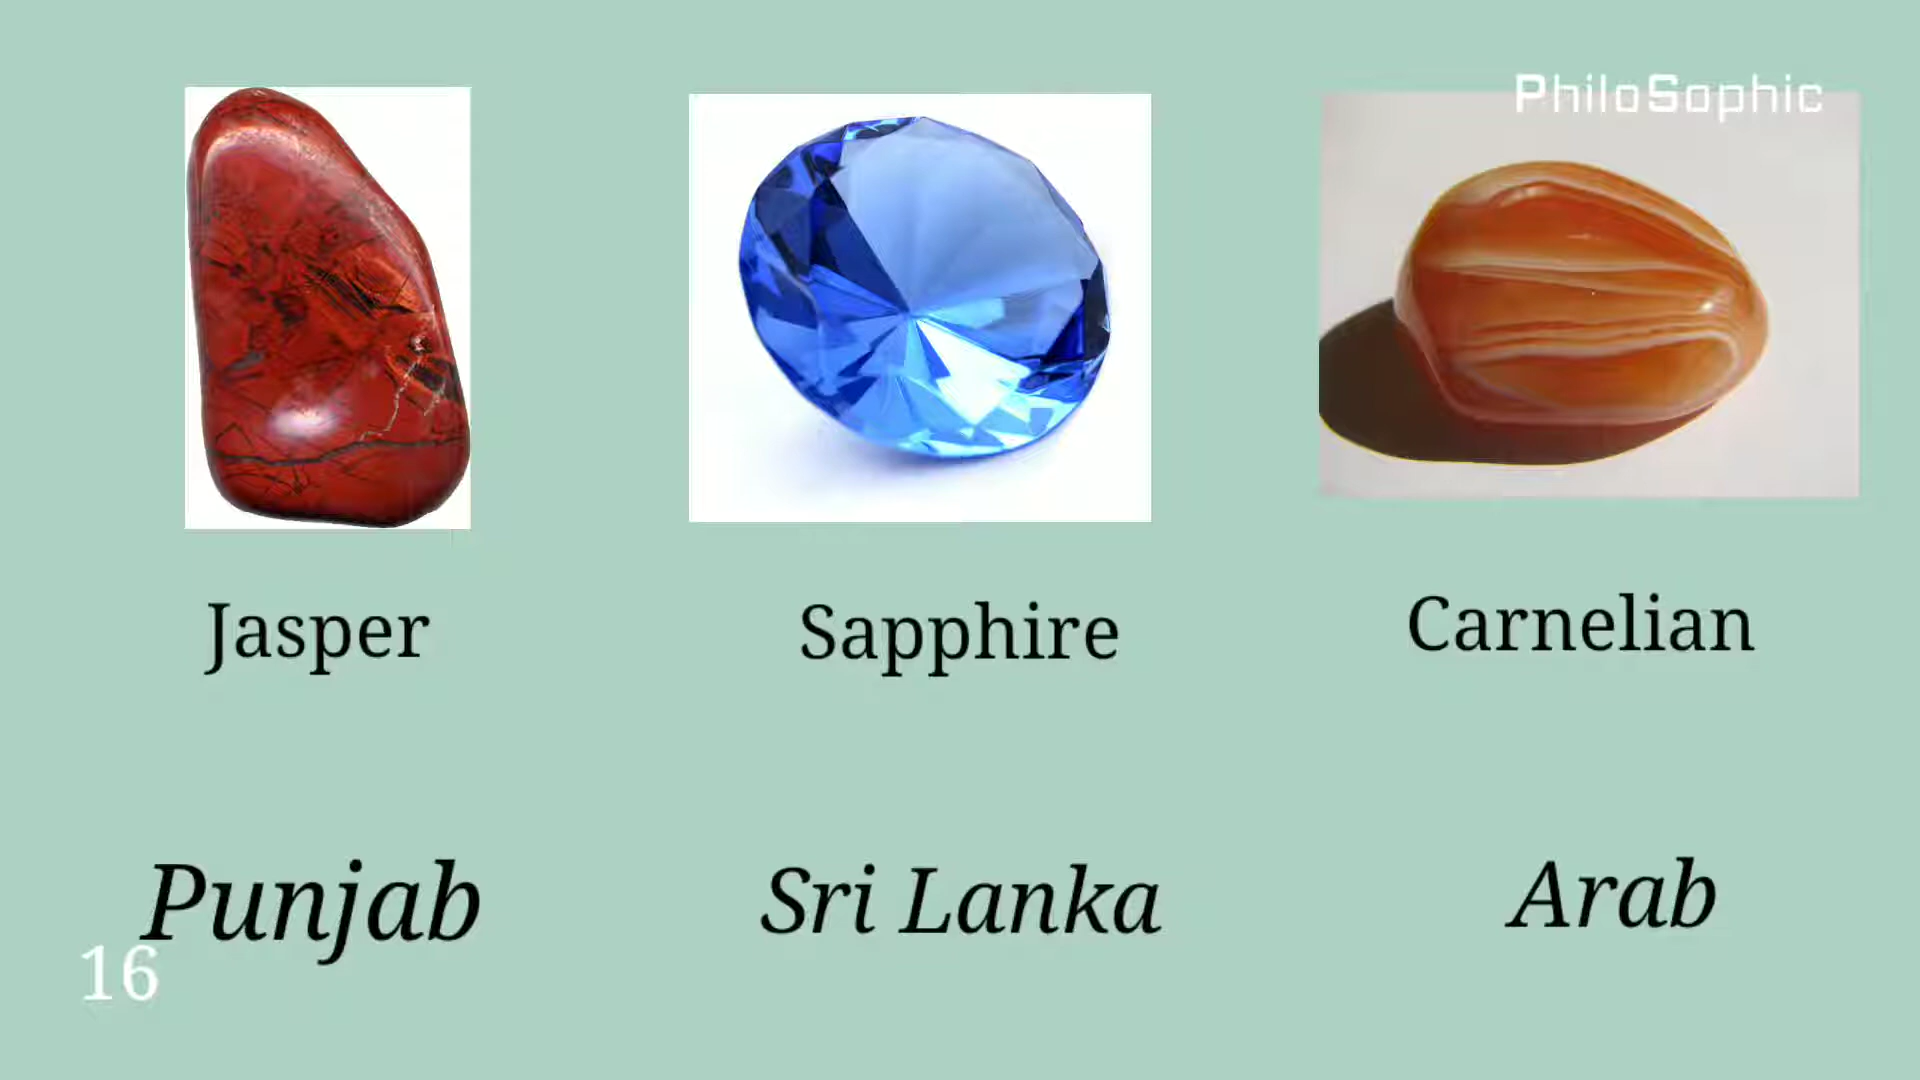 PhiloSophic
Jasper
Sapphire
Carnelian
Punjab
Sri Lanka
Arab
16